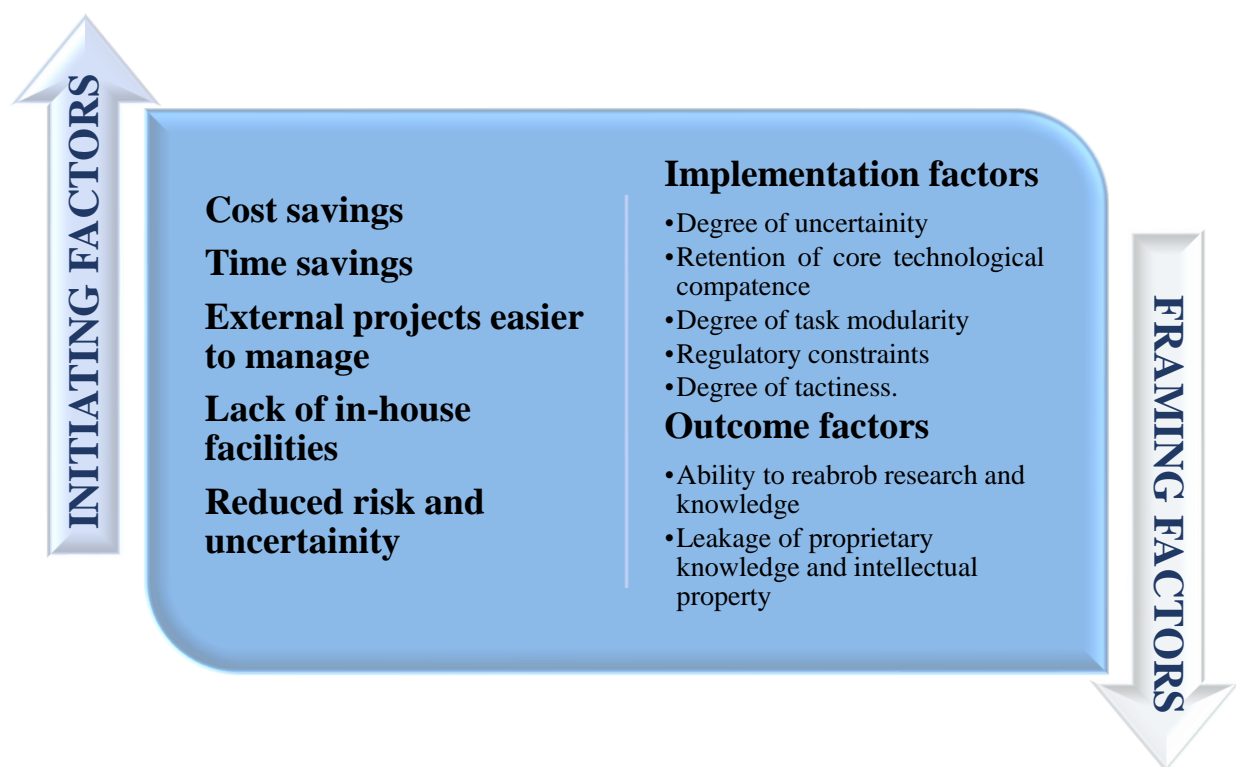 INITIATING FACTORS
Cost savings
Time savings
External projects easier
to manage
Lack of in-house
facilities
Reduced risk and
uncertainity
Implementation factors
•Degree of uncertainity
•Retention of core technological
compatence
•Degree of task modularity
•Regulatory constraints
•Degree of tactiness.
Outcome factors
•Ability to reabrob research and
knowledge
•Leakage of proprietary
knowledge and intellectual
property
FRAMING FACTORS